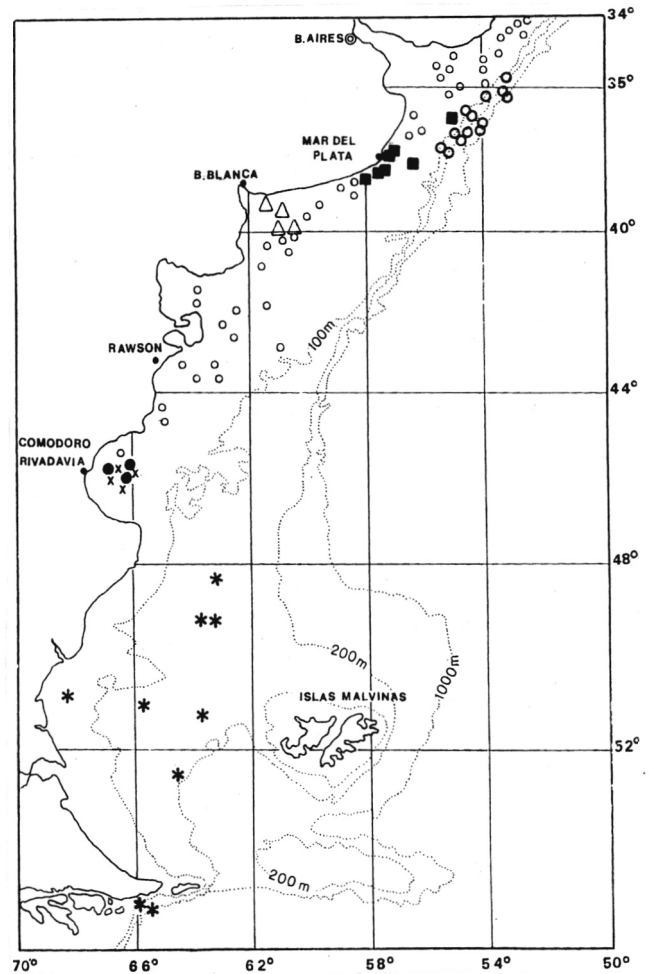 34°
B.AIRES
35°
MAR DEL
PLATA
B.BLANCA
40°
100m
RAWSON
44°
COMODORO
RIVADAVIA
48°
200m
1000m
ISLAS MALVINAS
52°
200m
70° 66° 62° 58° 54° 50°